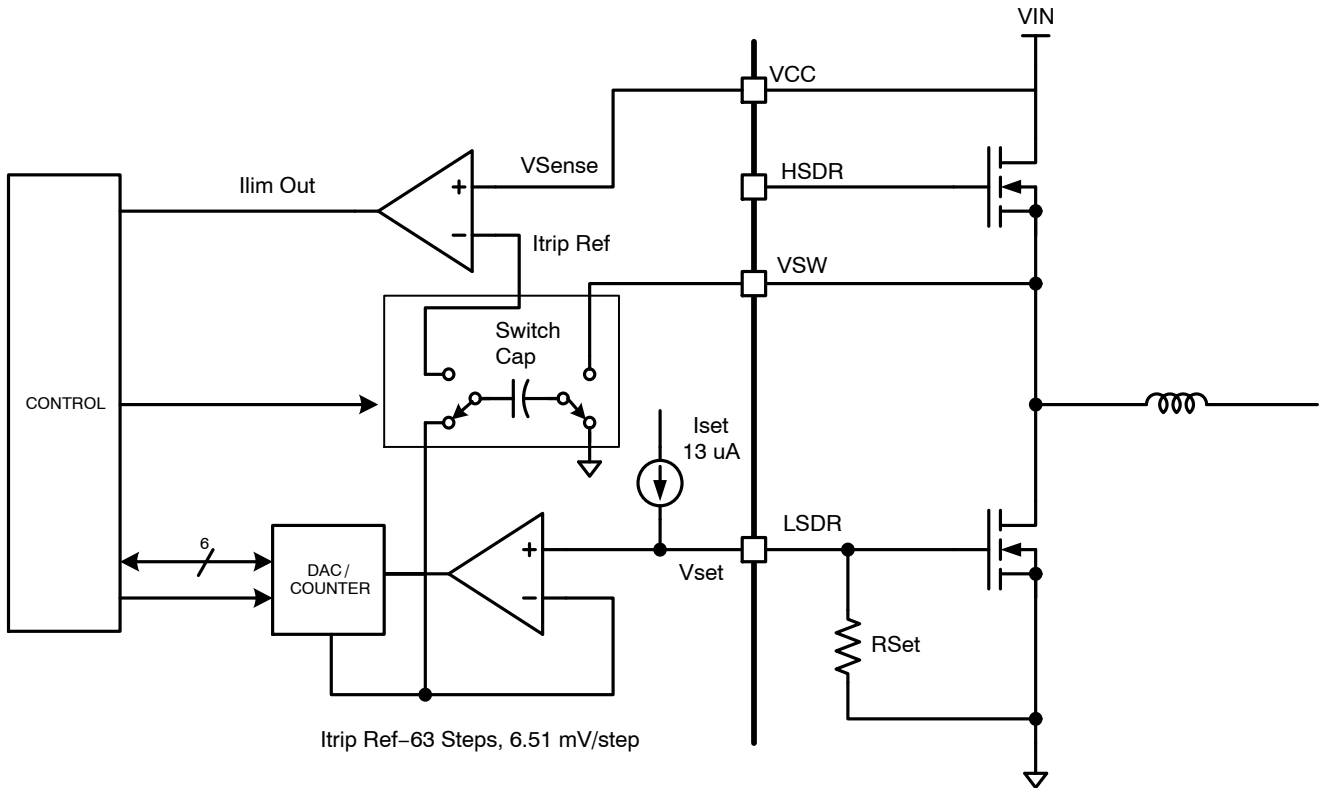 VIN
VCC
VSense
HSDR
Ilim Out
Itrip Ref
VSW
Switch
Cap
CONTROL
Iset
13 uA
LSDR
6
DAC/
COUNTER
Vset
RSet
Itrip Ref–63 Steps, 6.51 mV/step
+
−
+
−